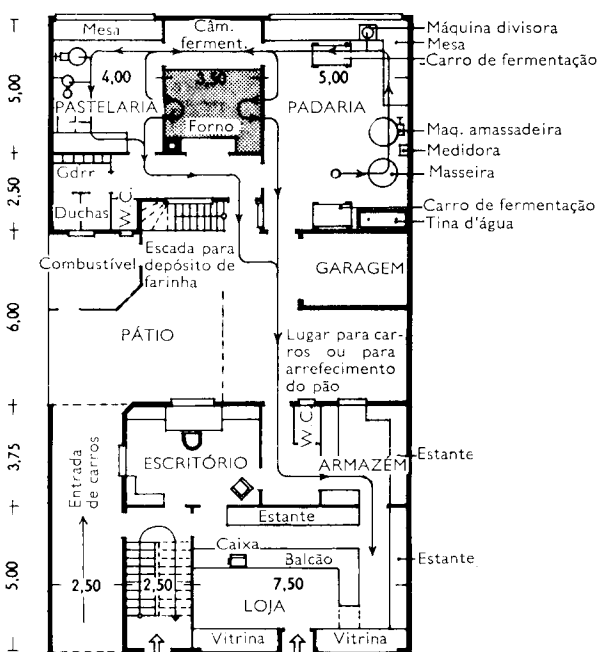 Mesa
Câm.
ferment.
Máquina divisora
Mesa
Carro de fermentação
4,00
3,50
5,00
5,00
PASTELARIA
Forno
PADARIA
Maq. amassadeira
Medidora
Masseira
Gdrr
Duchas
W.C.
2,50
Carro de fermentação
Tina d'água
Combustível
Escada para
depósito de
farinha
GARAGEM
6,00
PÁTIO
Lugar para car-
ros ou para
arrefecimento
do pão
W.C.
3,75
Entrada
de carros
ESCRITÓRIO
ARMAZÉM
Estante
Estante
Caixa
Balcão
Estante
5,00
2,50
2,50
7,50
LOJA
Vitrina
Vitrina